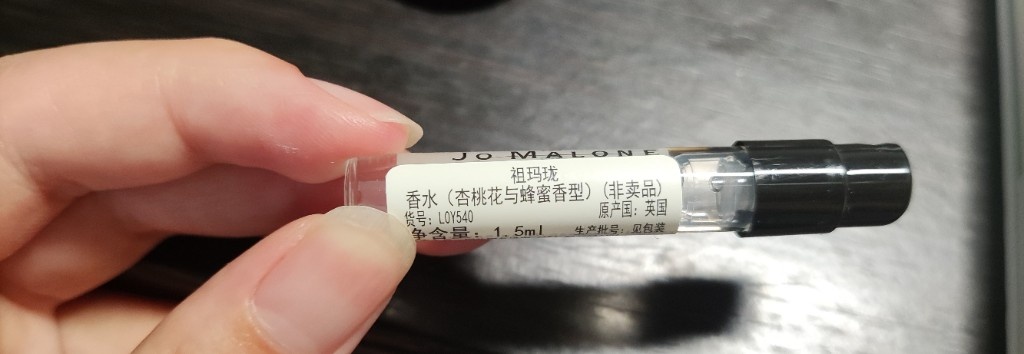 JO MALONE
祖玛珑
香水（杏桃花与蜂蜜香型）（非卖品）
货号：LOY540 原产国：英国
净含量：1.5ml 生产批号：见包装